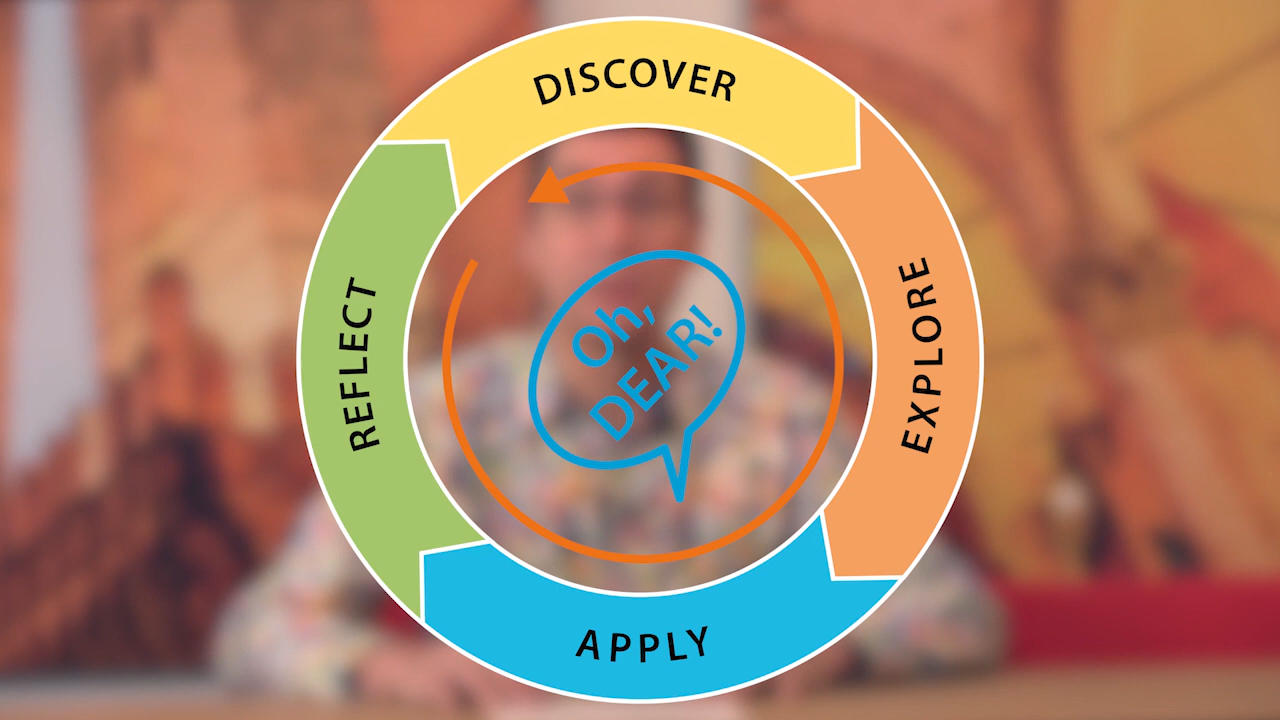 DISCOVER
EXPLORE
APPLY
REFLECT
Oh,
DEAR!